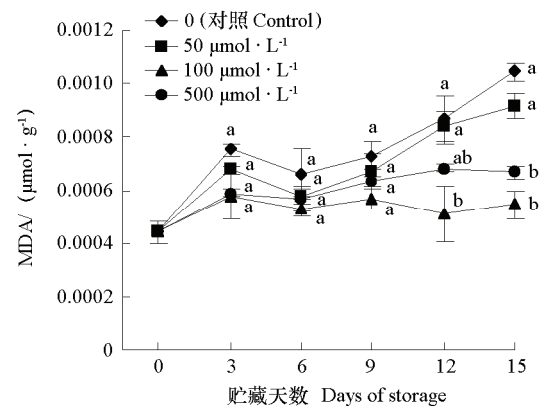 0 (对照 Control)
50 μmol · L-1
100 μmol · L-1
500 μmol · L-1
MDA/ (μmol · g-1)
0.0012
0.0010
0.0008
0.0006
0.0004
0.0002
0
a a a a a a
a a a a a
a a a ab b
a a a b b
0 3 6 9 12 15
贮藏天数 Days of storage